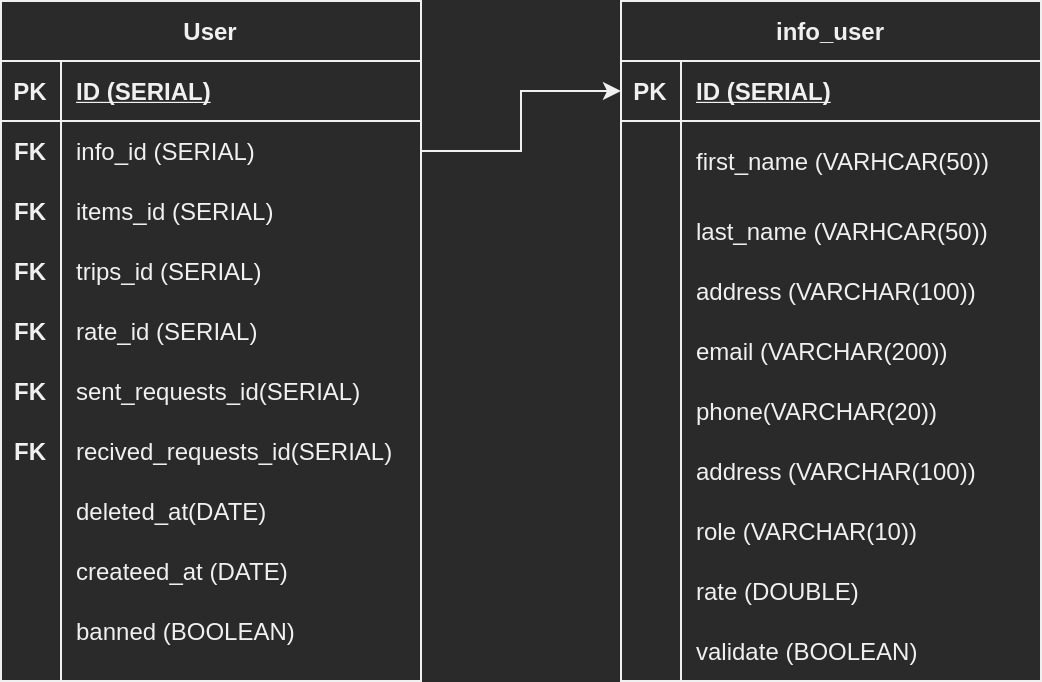 User
PK ID (SERIAL)
FK info_id (SERIAL)
FK items_id (SERIAL)
FK trips_id (SERIAL)
FK rate_id (SERIAL)
FK sent_requests_id(SERIAL)
FK recived_requests_id(SERIAL)
deleted_at(DATE)
createed_at (DATE)
banned (BOOLEAN)
info_user
PK ID (SERIAL)
first_name (VARHCAR(50))
last_name (VARHCAR(50))
address (VARCHAR(100))
email (VARCHAR(200))
phone(VARCHAR(20))
address (VARCHAR(100))
role (VARCHAR(10))
rate (DOUBLE)
validate (BOOLEAN)